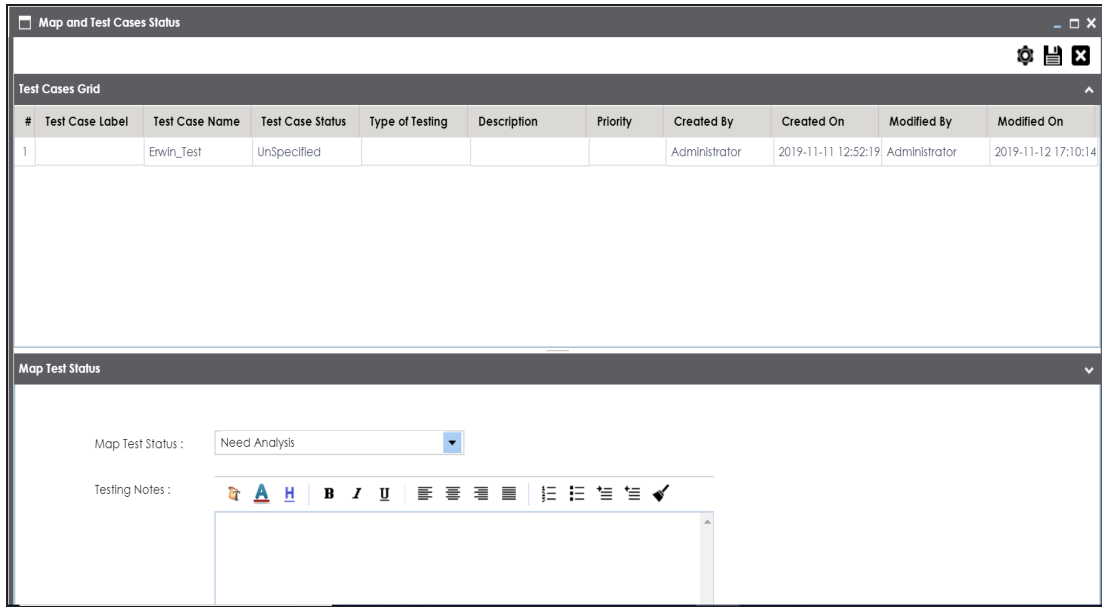 Map and Test Cases Status
Test Cases Grid
# Test Case Label Test Case Name Test Case Status Type of Testing Description Priority Created By Created On Modified By Modified On
1 Erwin_Test UnSpecified Administrator 2019-11-11 12:52:19 Administrator 2019-11-12 17:10:14
Map Test Status
Map Test Status : Need Analysis
Testing Notes :
A H B I U